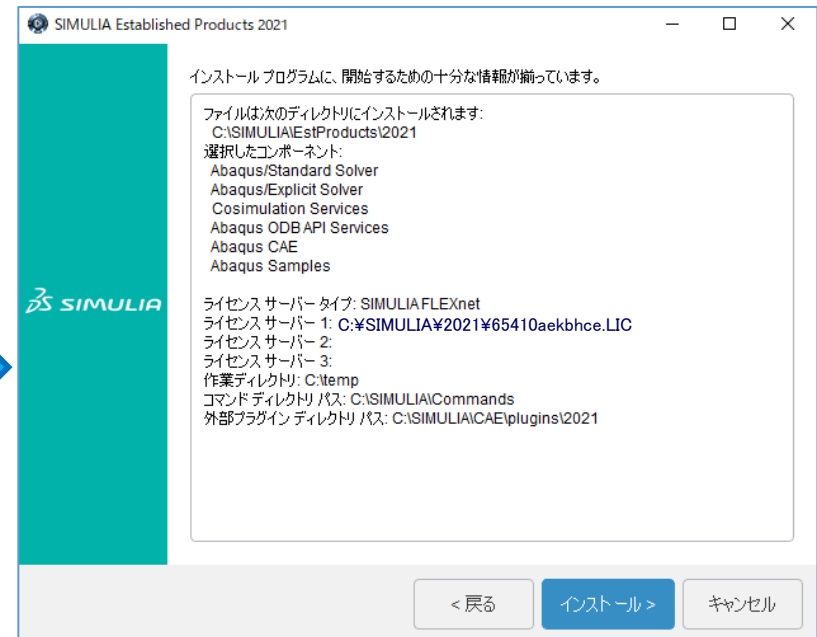 SIMULIA Established Products 2021
インストール プログラムに、開始するための十分な情報が揃っています。
ファイルは次のディレクトリにインストールされます:
C:\SIMULIA\EstProducts\2021
選択したコンポーネント:
Abaqus/Standard Solver
Abaqus/Explicit Solver
Cosimulation Services
Abaqus ODB API Services
Abaqus CAE
Abaqus Samples
ライセンス サーバー タイプ: SIMULIA FLEXnet
ライセンス サーバー 1: C:¥SIMULIA¥2021¥65410aekbhce.LIC
ライセンス サーバー 2:
ライセンス サーバー 3:
作業ディレクトリ: C:\temp
コマンド ディレクトリ パス: C:\SIMULIA\Commands
外部プラグイン ディレクトリ パス: C:\SIMULIA\CAE\plugins\2021
SIMULIA
< 戻る
インストール >
キャンセル